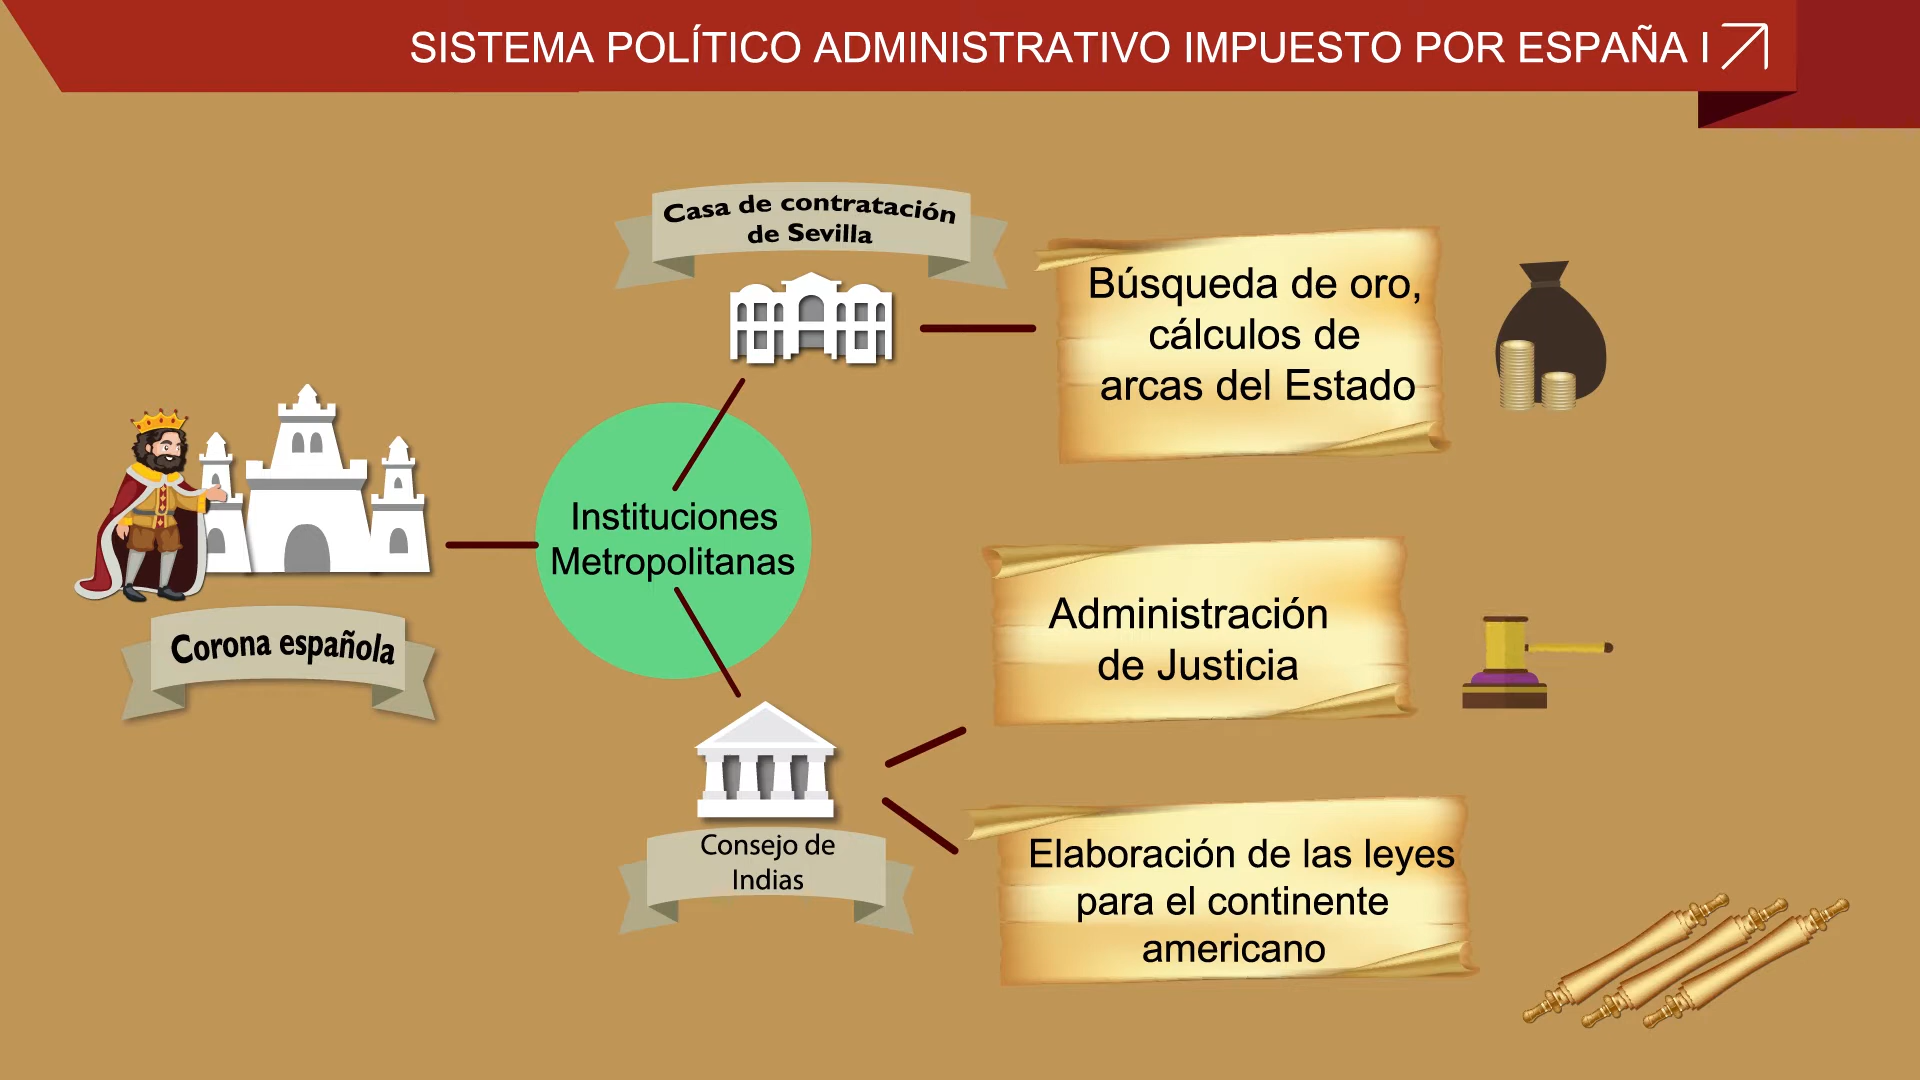 SISTEMA POLÍTICO ADMINISTRATIVO IMPUESTO POR ESPAÑA I
Casa de contratación
de Sevilla
Búsqueda de oro,
cálculos de
arcas del Estado
Corona española
Instituciones
Metropolitanas
Administración
de Justicia
Consejo de
Indias
Elaboración de las leyes
para el continente
americano